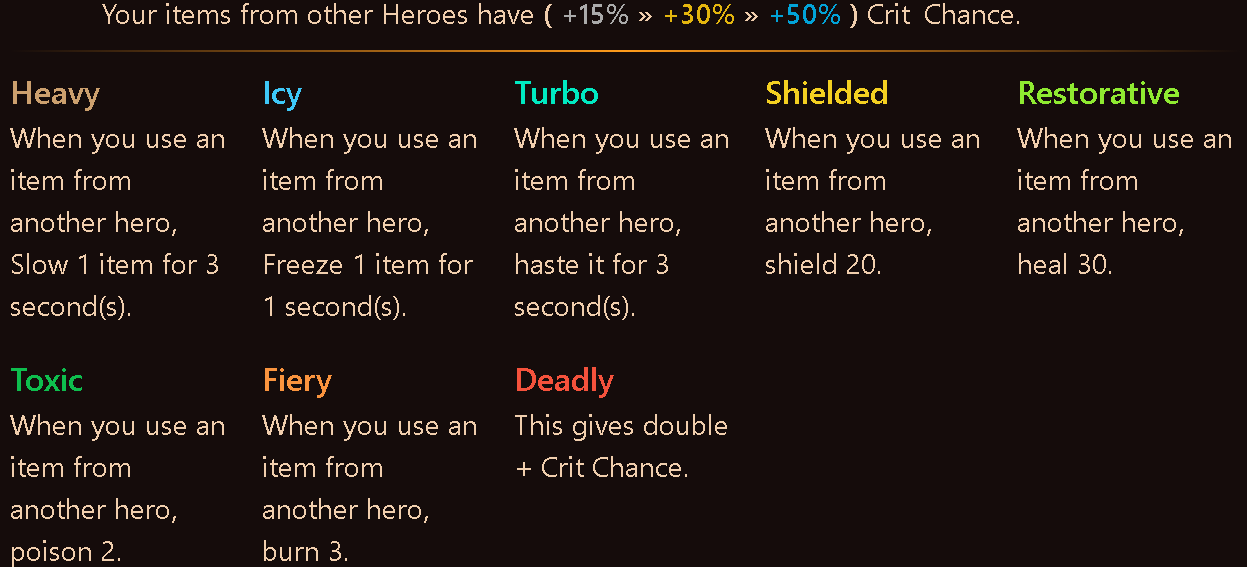 Your items from other Heroes have ( +15% » +30% » +50% ) Crit Chance.
Heavy
When you use an
item from
another hero,
Slow 1 item for 3
second(s).
Icy
When you use an
item from
another hero,
Freeze 1 item for
1 second(s).
Turbo
When you use an
item from
another hero,
haste it for 3
second(s).
Shielded
When you use an
item from
another hero,
shield 20.
Restorative
When you use an
item from
another hero,
heal 30.
Toxic
When you use an
item from
another hero,
poison 2.
Fiery
When you use an
item from
another hero,
burn 3.
Deadly
This gives double
+ Crit Chance.